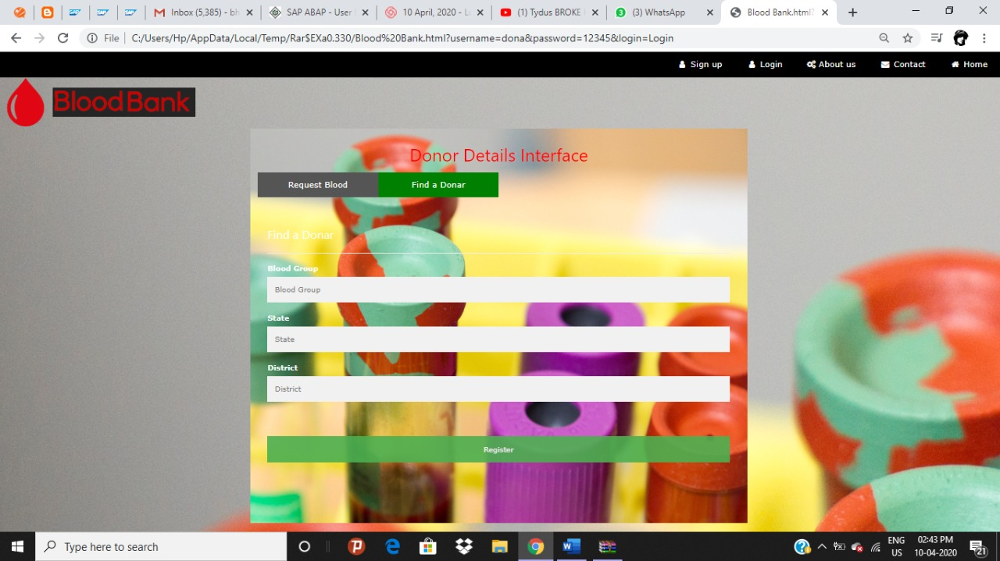 Inbox (5,385) - bh
SAP ABAP - User
10 April, 2020 - L
(1) Tydus BROKE
(3) WhatsApp
Blood Bank.html?
File
C:/Users/Hp/AppData/Local/Temp/Rar$EXa0.330/Blood%20Bank.html?username=dona&password=12345&login=Login
Sign up
Login
About us
Contact
Home
Blood Bank
Donor Details Interface
Request Blood
Find a Donar
Find a Donar
Blood Group
Blood Group
State
State
District
District
Register
Type here to search
ENG
US
02:43 PM
10-04-2020
21